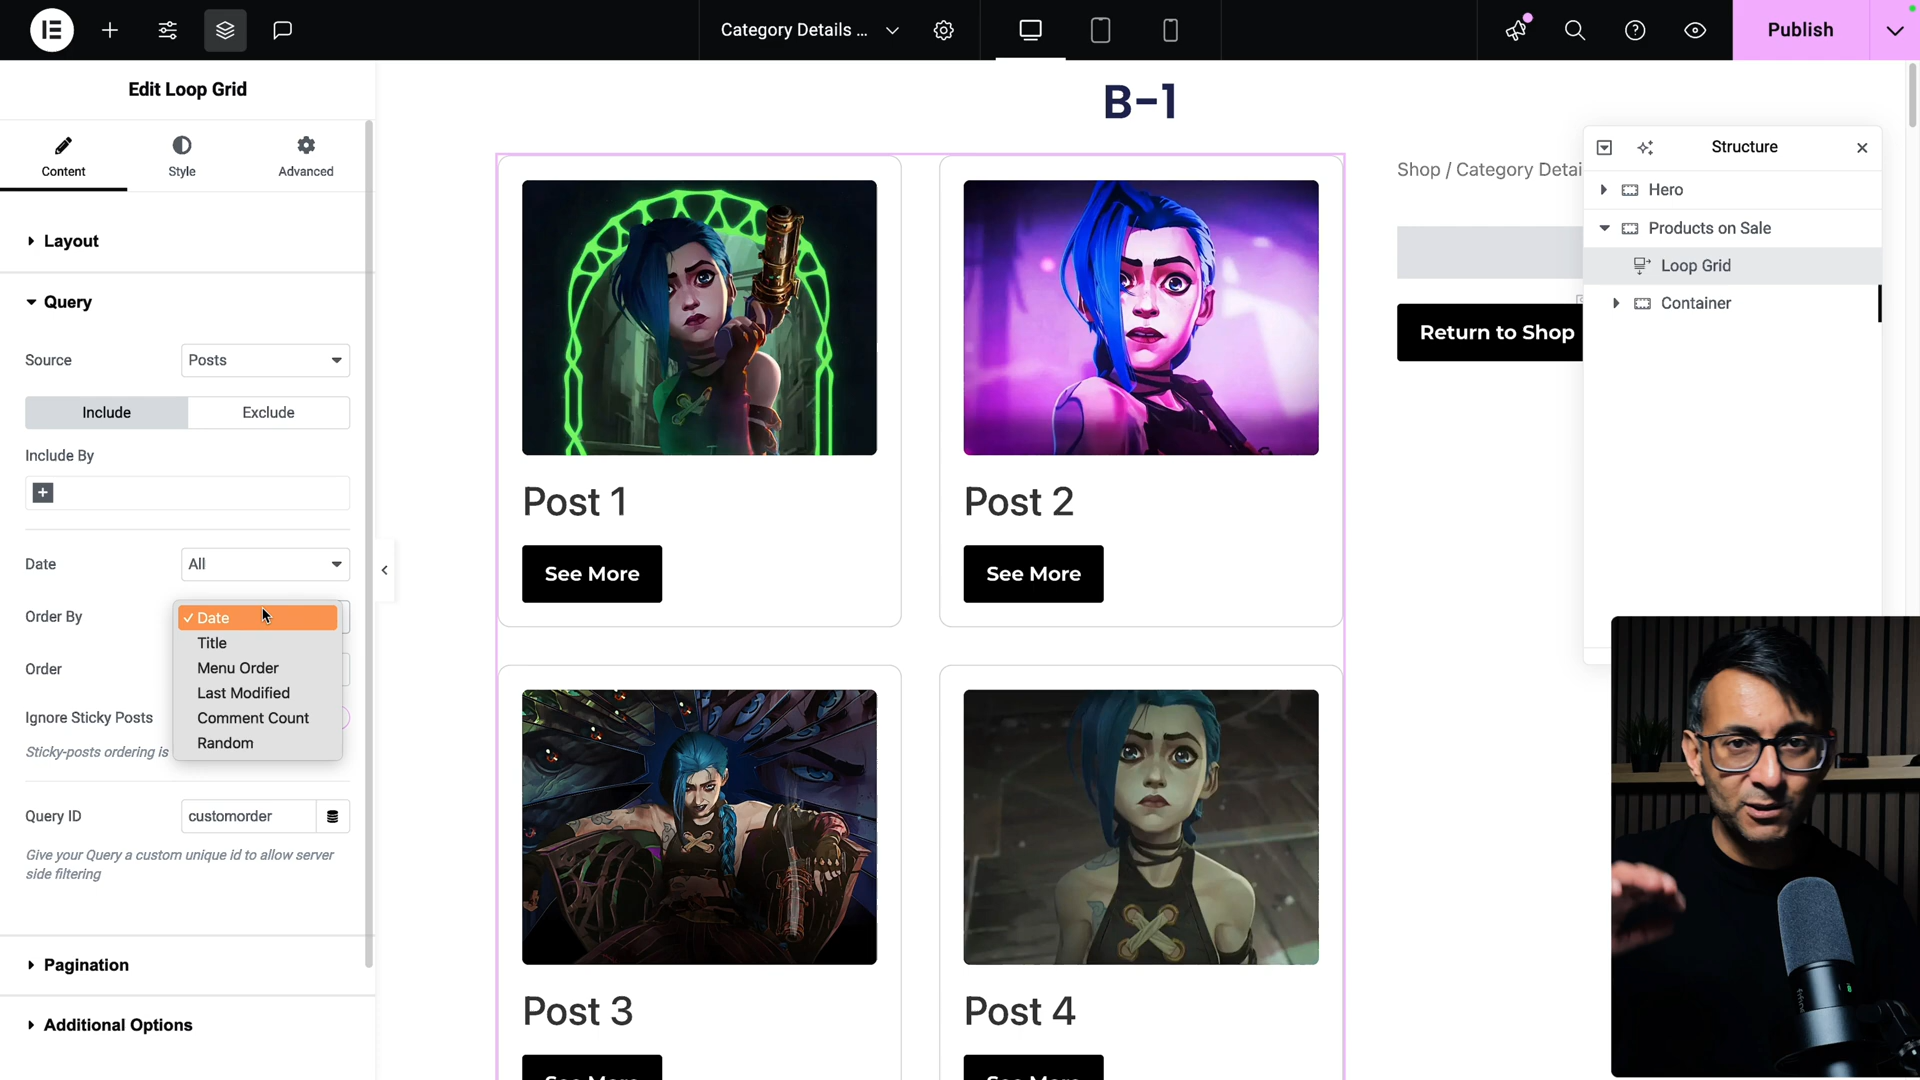 Category Details ...
Publish
Edit Loop Grid
Content
Style
Advanced
Layout
Query
Source
Posts
Include
Exclude
Include By
Date
All
Order By
Date
Title
Menu Order
Last Modified
Comment Count
Random
Order
Ignore Sticky Posts
Sticky-posts ordering is
Query ID
customorder
Give your Query a custom unique id to allow server
side filtering
Pagination
Additional Options
B-1
Post 1
See More
Post 2
See More
Post 3
See More
Post 4
See More
Shop / Category Detai
Return to Shop
Structure
Hero
Products on Sale
Loop Grid
Container